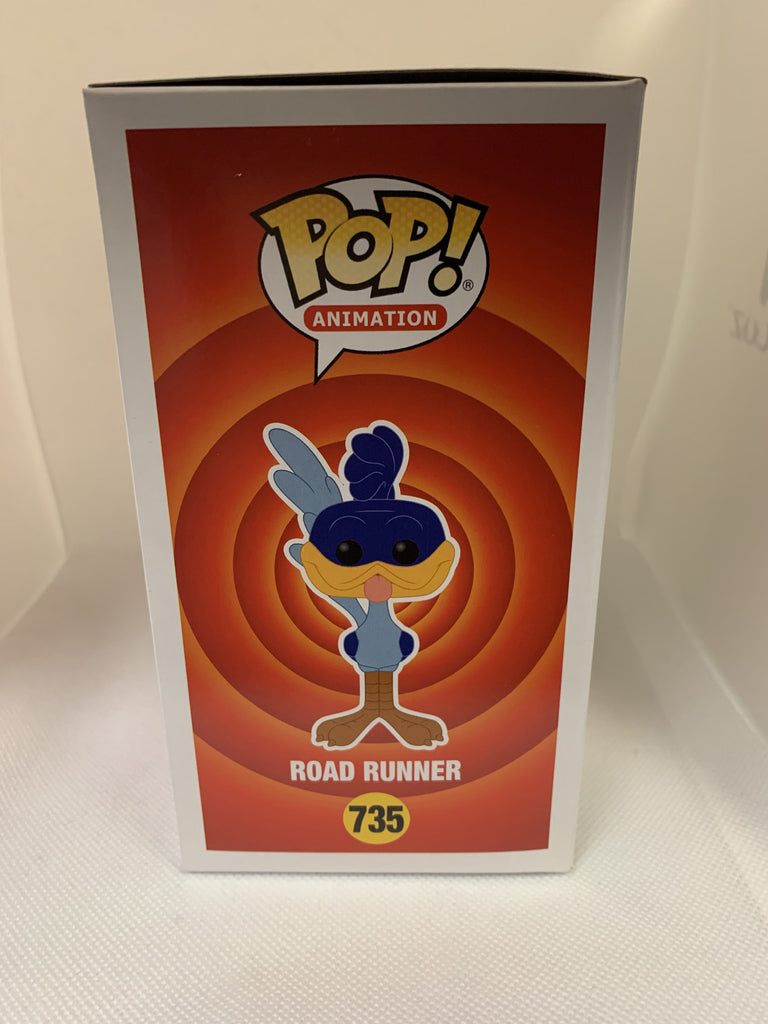 POP!®
ANIMATION
ROAD RUNNER
735